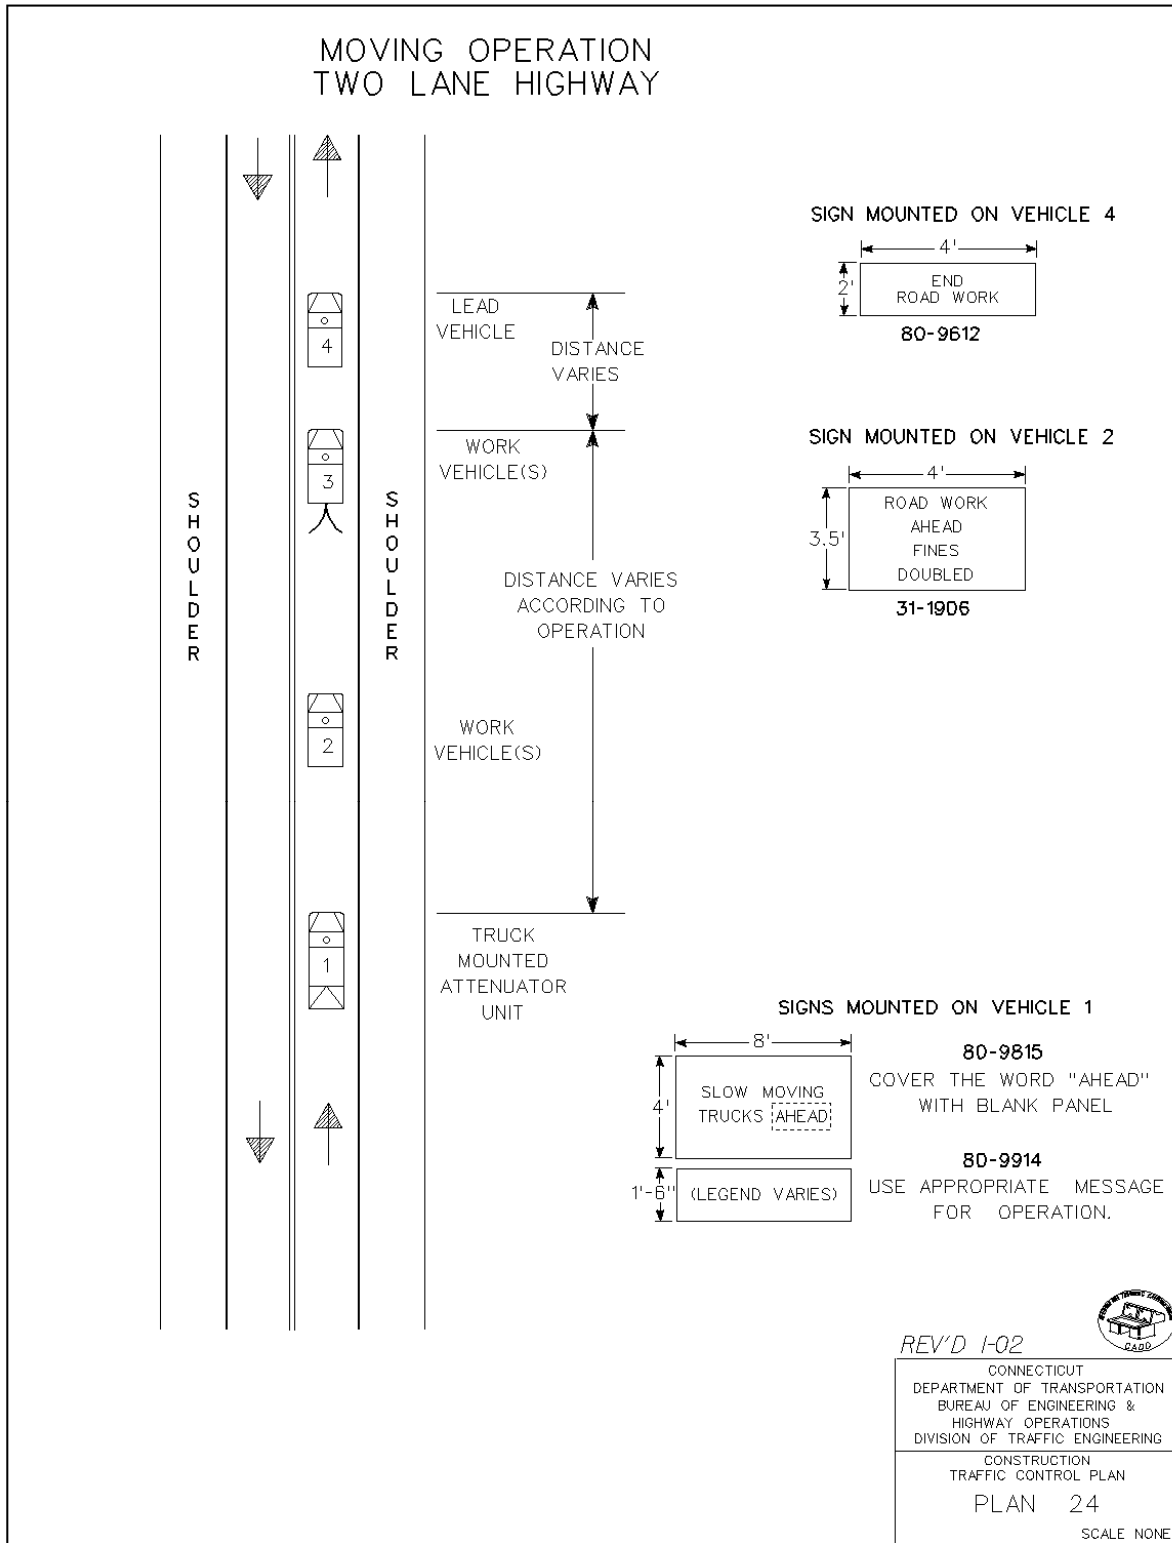 MOVING OPERATION
TWO LANE HIGHWAY
SIGN MOUNTED ON VEHICLE 4
4'
2'
END
ROAD WORK
80-9612
LEAD
VEHICLE
4
DISTANCE
VARIES
SIGN MOUNTED ON VEHICLE 2
4'
3.5'
ROAD WORK
AHEAD
FINES
DOUBLED
31-1906
WORK
VEHICLE(S)
3
SHOULDER
SHOULDER
DISTANCE VARIES
ACCORDING TO
OPERATION
2
WORK
VEHICLE(S)
1
TRUCK
MOUNTED
ATTENUATOR
UNIT
SIGNS MOUNTED ON VEHICLE 1
8'
4'
SLOW MOVING
TRUCKS AHEAD
80-9815
COVER THE WORD "AHEAD"
WITH BLANK PANEL
1'-6"
(LEGEND VARIES)
80-9914
USE APPROPRIATE MESSAGE
FOR OPERATION.
REV'D 1-02
CADD
CONNECTICUT
DEPARTMENT OF TRANSPORTATION
BUREAU OF ENGINEERING &
HIGHWAY OPERATIONS
DIVISION OF TRAFFIC ENGINEERING
CONSTRUCTION
TRAFFIC CONTROL PLAN
PLAN 24
SCALE NONE